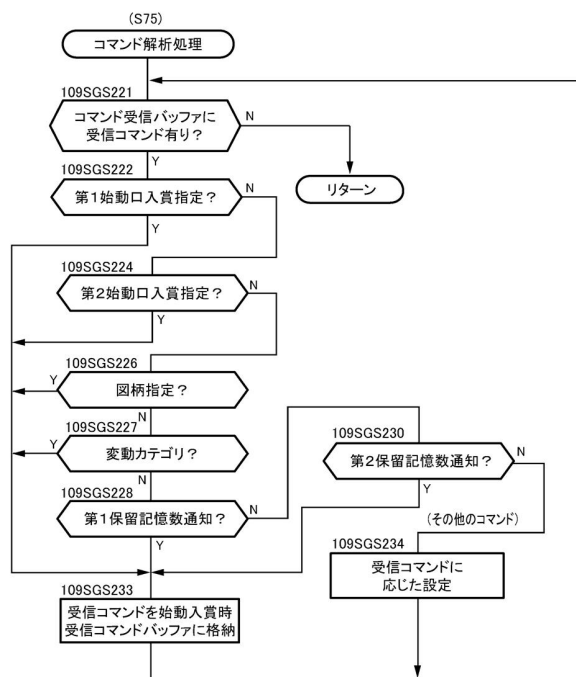 (S75)
コマンド解析処理
109SGS221
コマンド受信バッファに
受信コマンド有り？
N
Y
109SGS222
第1始動口入賞指定？
N
Y
リターン
109SGS224
第2始動口入賞指定？
N
Y
109SGS226
Y
図柄指定？
N
109SGS227
Y
変動カテゴリ？
N
109SGS228
第1保留記憶数通知？
N
Y
109SGS230
第2保留記憶数通知？
N
Y
(その他のコマンド)
109SGS233
受信コマンドを始動入賞時
受信コマンドバッファに格納
109SGS234
受信コマンドに
応じた設定